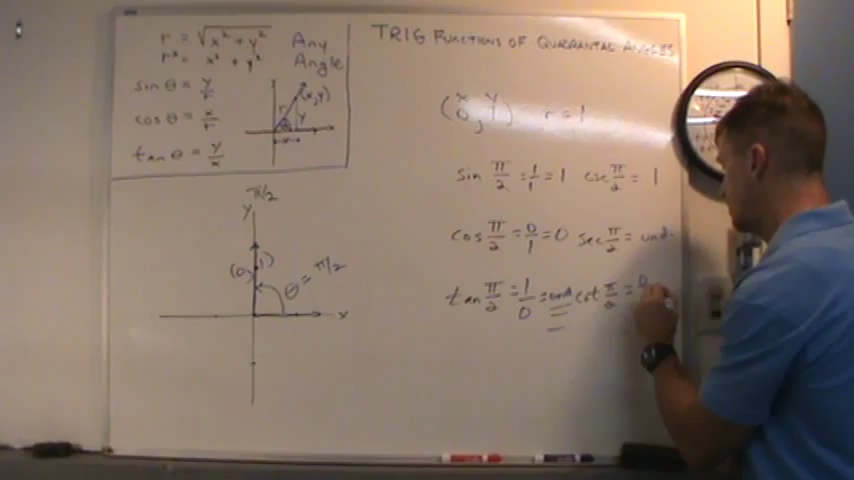 r = √x² + y²
r² = x² + y²
Any
Angle
sin θ = y/r
cos θ = x/r
tan θ = y/x
(x,y)
r
y
θ
x
TRIG FUNCTIONS OF QUADRANTAL ANGLES
x y
(0, 1) r = 1
sin π/2 = 1/1 = 1 csc π/2 = 1
cos π/2 = 0/1 = 0 sec π/2 = und.
tan π/2 = 1/0 = und cot π/2 = 0
π/2
y
(0, 1)
θ = π/2
x